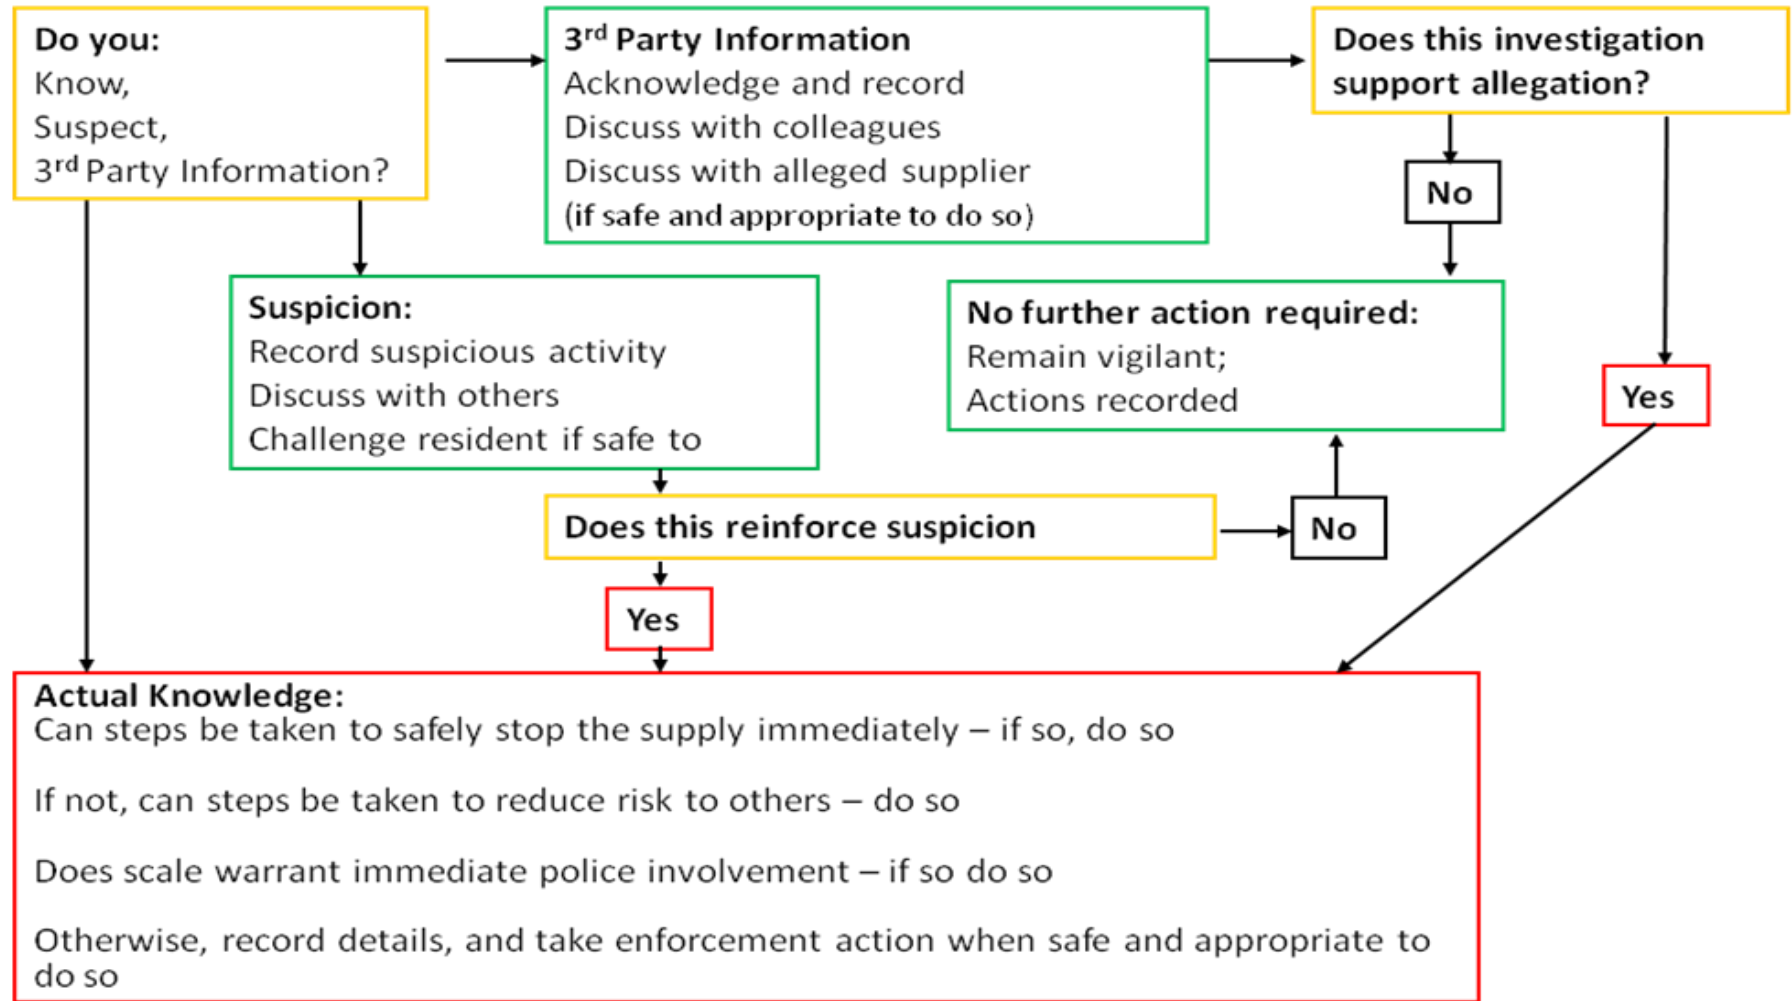 Do you:
Know,
Suspect,
3rd Party Information?
3rd Party Information
Acknowledge and record
Discuss with colleagues
Discuss with alleged supplier
(if safe and appropriate to do so)
Does this investigation
support allegation?
No
Yes
Suspicion:
Record suspicious activity
Discuss with others
Challenge resident if safe to
No further action required:
Remain vigilant;
Actions recorded
Does this reinforce suspicion
No
Yes
Actual Knowledge:
Can steps be taken to safely stop the supply immediately – if so, do so
If not, can steps be taken to reduce risk to others – do so
Does scale warrant immediate police involvement – if so do so
Otherwise, record details, and take enforcement action when safe and appropriate to
do so